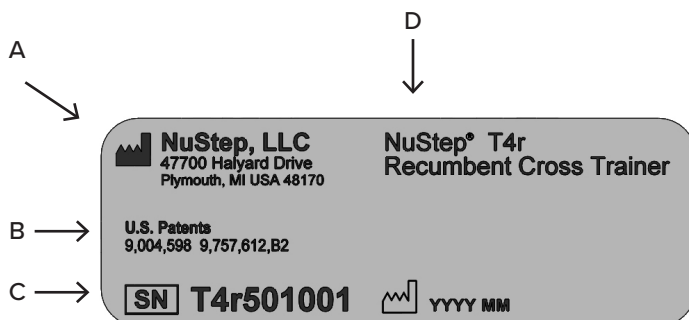 A
D
NuStep, LLC
47700 Halyard Drive
Plymouth, MI USA 48170
NuStep® T4r
Recumbent Cross Trainer
B
U.S. Patents
9,004,598 9,757,612,B2
C
SN T4r501001
YYYY MM